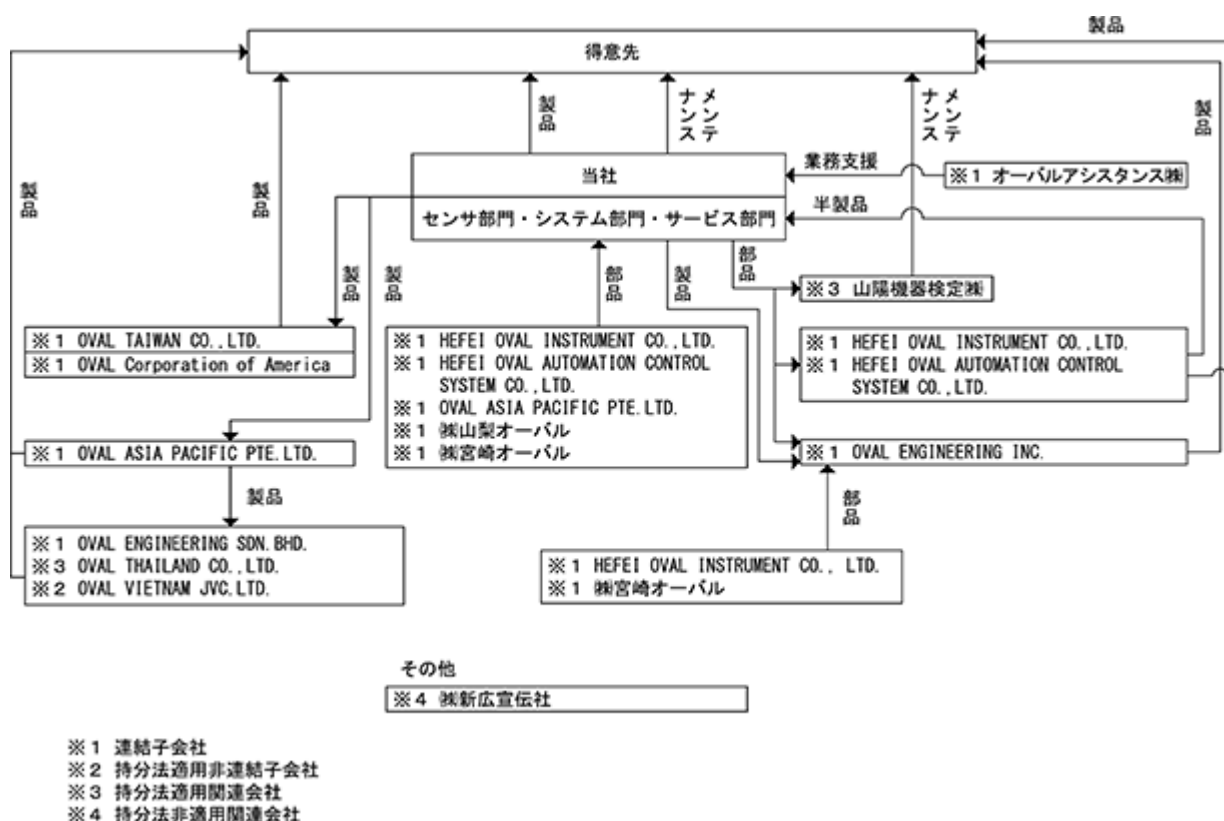 製品
得意先
製品
製品
製品
メンテ
ナンス
メンテ
ナンス
製品
業務支援
※1 オーバルアシスタンス㈱
当社
半製品
センサ部門・システム部門・サービス部門
製品
製品
部品
製品
部品
※3 山陽機器検定㈱
※1 OVAL TAIWAN CO.,LTD.
※1 OVAL Corporation of America
※1 HEFEI OVAL INSTRUMENT CO.,LTD.
※1 HEFEI OVAL AUTOMATION CONTROL
SYSTEM CO.,LTD.
※1 OVAL ASIA PACIFIC PTE.LTD.
※1 ㈱山梨オーバル
※1 ㈱宮崎オーバル
※1 HEFEI OVAL INSTRUMENT CO.,LTD.
※1 HEFEI OVAL AUTOMATION CONTROL
SYSTEM CO.,LTD.
※1 OVAL ASIA PACIFIC PTE.LTD.
※1 OVAL ENGINEERING INC.
製品
部品
※1 OVAL ENGINEERING SDN.BHD.
※3 OVAL THAILAND CO.,LTD.
※2 OVAL VIETNAM JVC.LTD.
※1 HEFEI OVAL INSTRUMENT CO., LTD.
※1 ㈱宮崎オーバル
その他
※4 ㈱新広宣伝社
※1 連結子会社
※2 持分法適用非連結子会社
※3 持分法適用関連会社
※4 持分法非適用関連会社